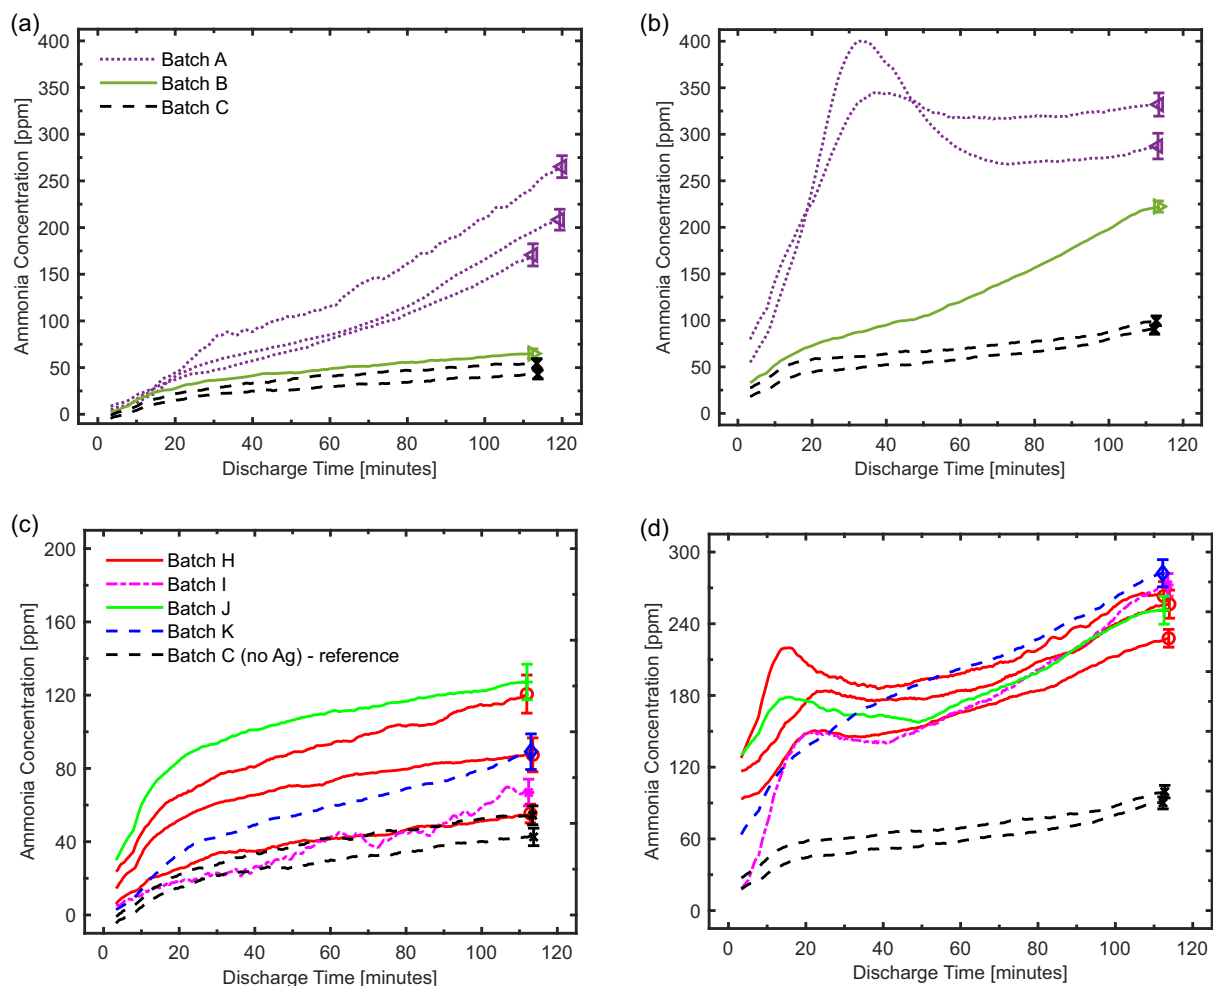 (a)
400
350
300
250
200
150
100
50
0
Ammonia Concentration [ppm]
Batch A
Batch B
Batch C
0 20 40 60 80 100 120
Discharge Time [minutes]
(b)
400
350
300
250
200
150
100
50
0
Ammonia Concentration [ppm]
0 20 40 60 80 100 120
Discharge Time [minutes]
(c)
200
160
120
80
40
0
Ammonia Concentration [ppm]
Batch H
Batch I
Batch J
Batch K
Batch C (no Ag) - reference
0 20 40 60 80 100 120
Discharge Time [minutes]
(d)
300
240
180
120
60
0
Ammonia Concentration [ppm]
0 20 40 60 80 100 120
Discharge Time [minutes]